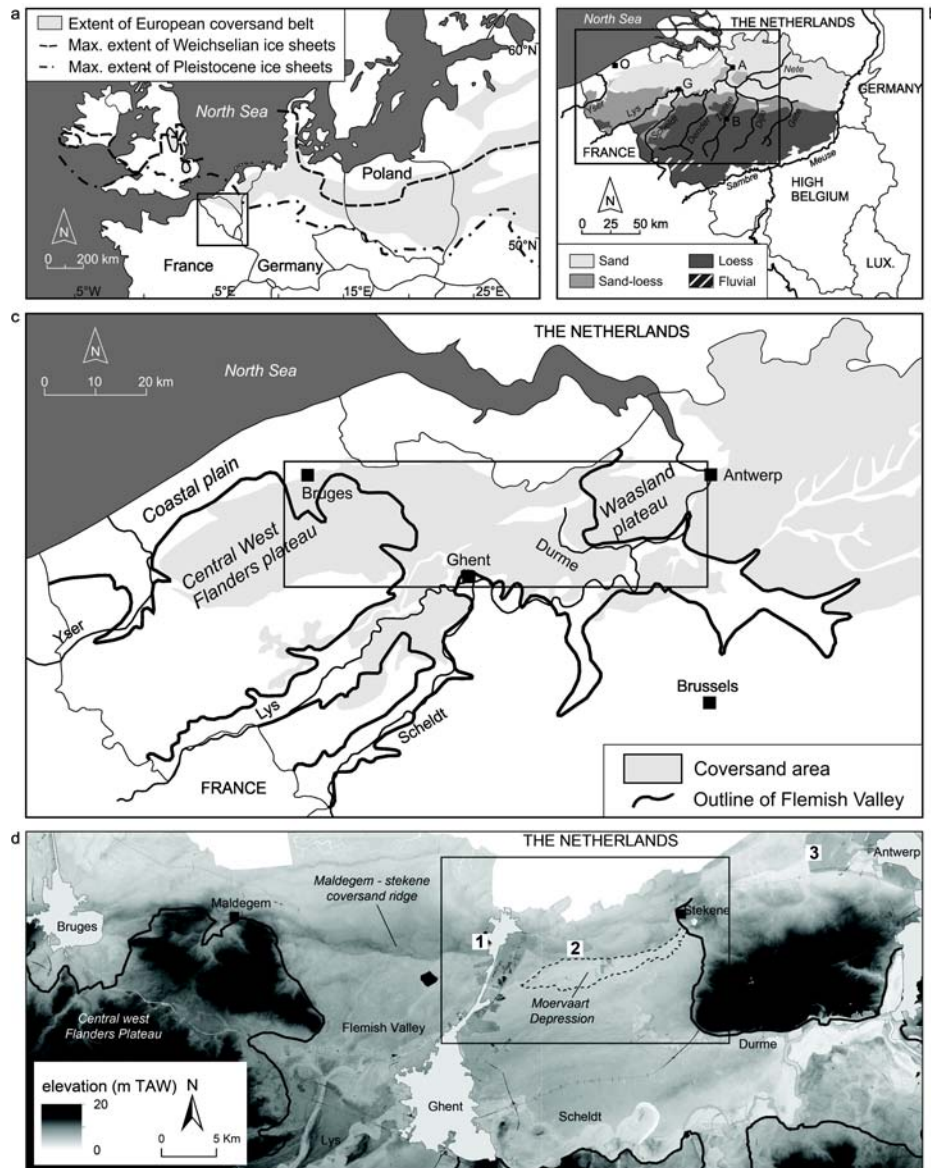 a
Extent of European coversand belt
Max. extent of Weichselian ice sheets
Max. extent of Pleistocene ice sheets
60°N
North Sea
Poland
N
0 200 km
France
Germany
50°N
5°W
5°E
15°E
25°E
b
North Sea
THE NETHERLANDS
O
A
Nete
G
GERMANY
Yser
Lys
Scheldt
Dender
B
FRANCE
Sambre
Meuse
N
HIGH
BELGIUM
0 25 50 km
Sand
Loess
Sand-loess
Fluvial
LUX.
c
THE NETHERLANDS
N
0 10 20 km
North Sea
Coastal plain
Bruges
Antwerp
Waasland
plateau
Central West
Flanders plateau
Durme
Ghent
Yser
Brussels
Lys
Scheldt
FRANCE
Coversand area
Outline of Flemish Valley
d
THE NETHERLANDS
3
Antwerp
Maldegem - stekene
coversand ridge
Maldegem
Stekene
Bruges
1
2
Moervaart
Depression
Central west
Flanders Plateau
Flemish Valley
Durme
elevation (m TAW)
N
20
0
0 5 Km
Ghent
Scheldt
Lys